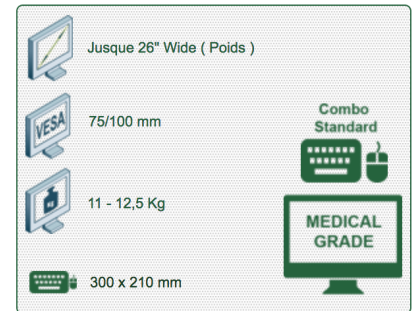 Jusque 26" Wide ( Poids )
VESA
75/100 mm
11 - 12,5 Kg
300 x 210 mm
Combo
Standard
MEDICAL
GRADE